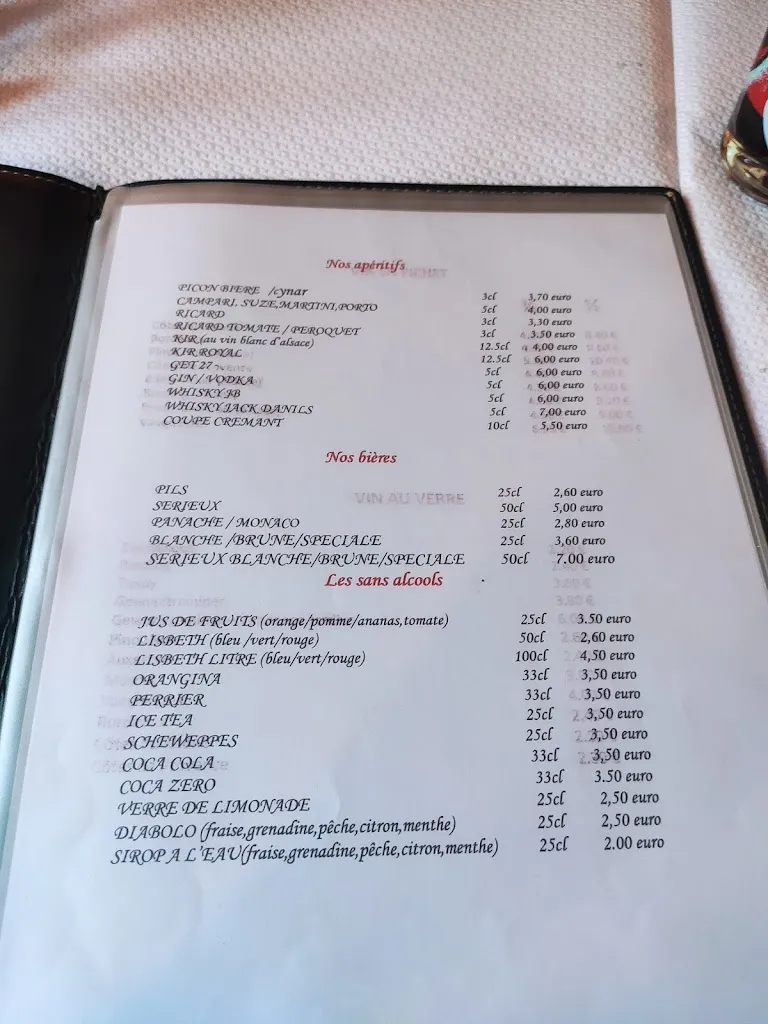 Nos apéritifs
PICON BIERE /cynar 3cl 3,70 euro
CAMPARI, SUZE,MARTINI,PORTO 5cl 4,00 euro
RICARD 3cl 3,30 euro
RICARD TOMATE / PEROQUET 3cl 3.50 euro
KIR (au vin blanc d'alsace) 12.5cl 4,00 euro
KIR ROYAL 12.5cl 6,00 euro
GET 27 5cl 6,00 euro
GIN / VODKA 5cl 6,00 euro
WHISKY JB 5cl 6,00 euro
WHISKY JACK DANILS 5cl 7,00 euro
COUPE CREMANT 10cl 5,50 euro
Nos bières
PILS 25cl 2,60 euro
SERIEUX 50cl 5,00 euro
PANACHE / MONACO 25cl 2,80 euro
BLANCHE /BRUNE/SPECIALE 25cl 3,60 euro
SERIEUX BLANCHE/BRUNE/SPECIALE 50cl 7.00 euro
Les sans alcools
JUS DE FRUITS (orange/pomme/ananas,tomate) 25cl 3.50 euro
LISBETH (bleu /vert/rouge) 50cl 2,60 euro
LISBETH LITRE (bleu/vert/rouge) 100cl 4,50 euro
ORANGINA 33cl 3,50 euro
PERRIER 33cl 3,50 euro
ICE TEA 25cl 3,50 euro
SCHEWEPPES 25cl 3,50 euro
COCA COLA 33cl 3,50 euro
COCA ZERO 33cl 3.50 euro
VERRE DE LIMONADE 25cl 2,50 euro
DIABOLO (fraise,grenadine,pêche,citron,menthe) 25cl 2,50 euro
SIROP A L'EAU(fraise,grenadine,pêche,citron,menthe) 25cl 2.00 euro
VIN AU VERRE